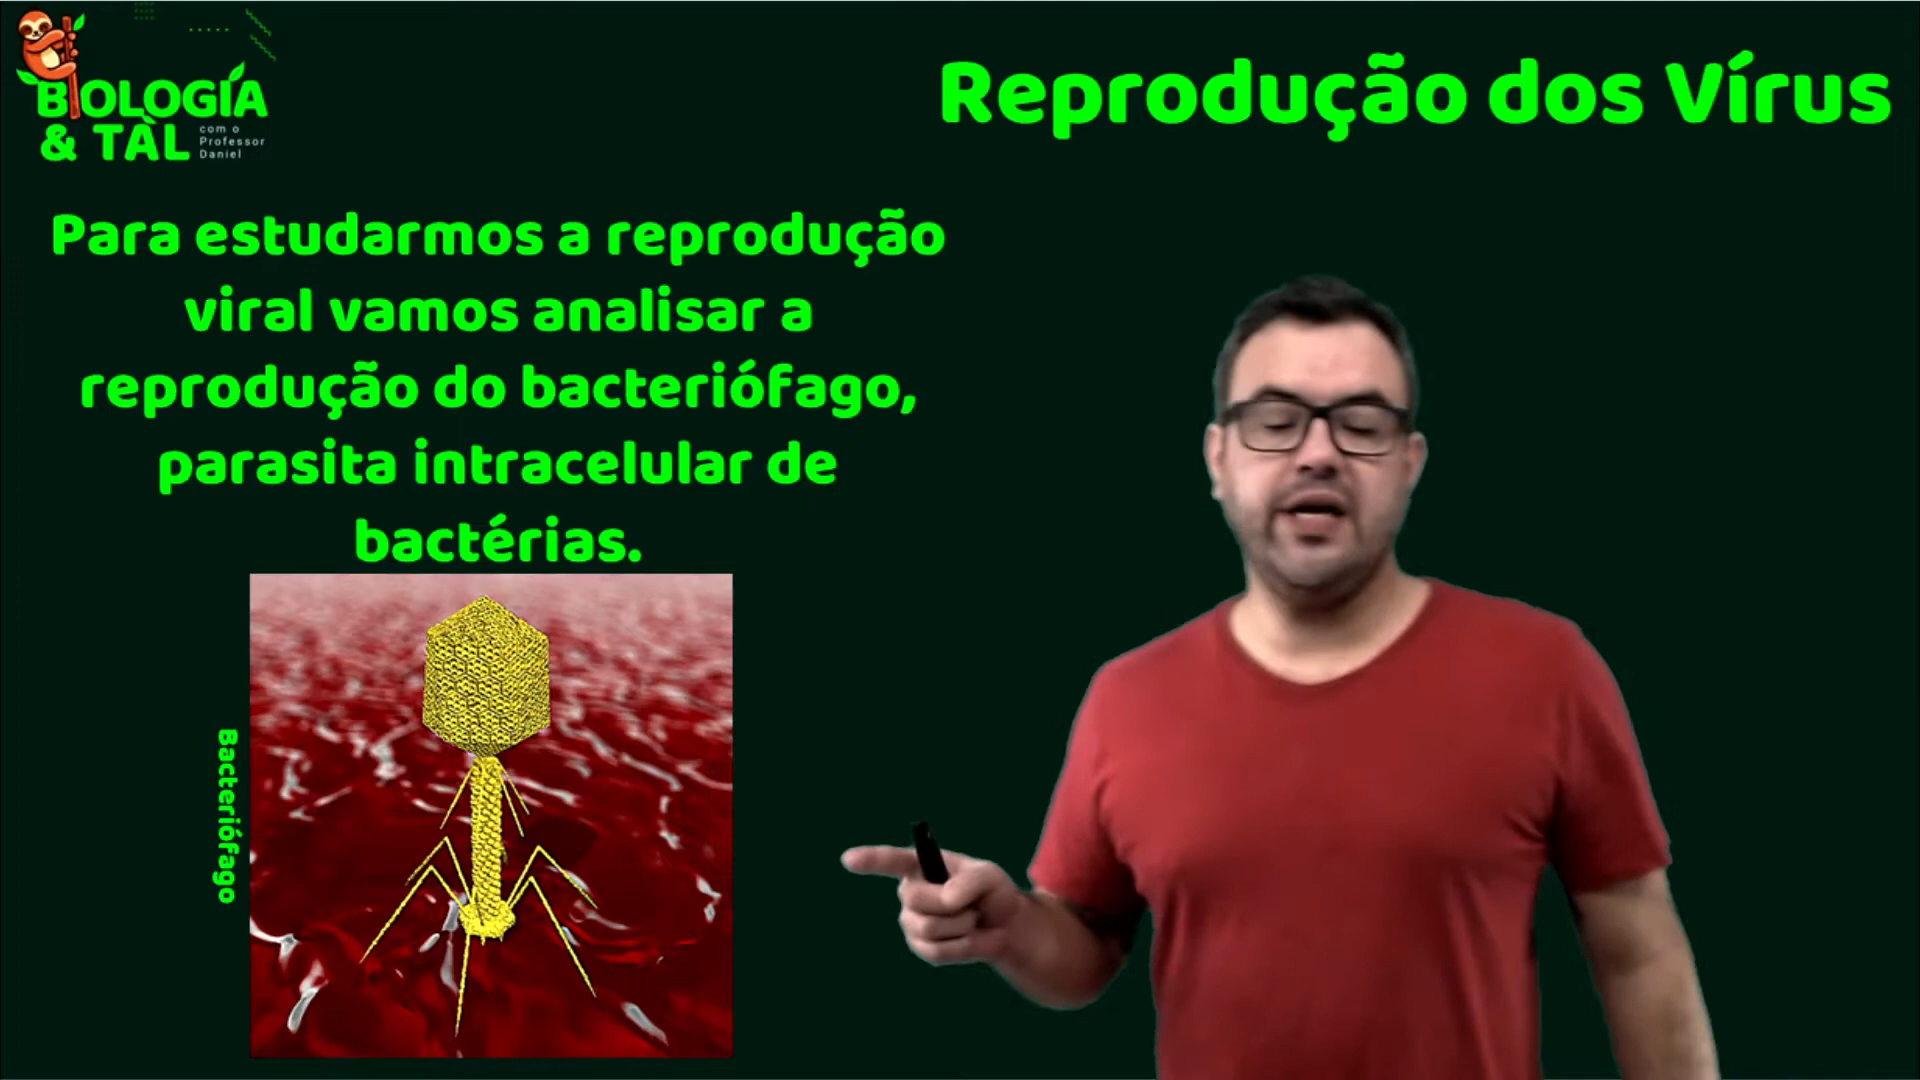 BIOLOGIA
& TAL
com o
Professor
Daniel
Reprodução dos Vírus
Para estudarmos a reprodução
viral vamos analisar a
reprodução do bacteriófago,
parasita intracelular de
bactérias.
Bacteriófago